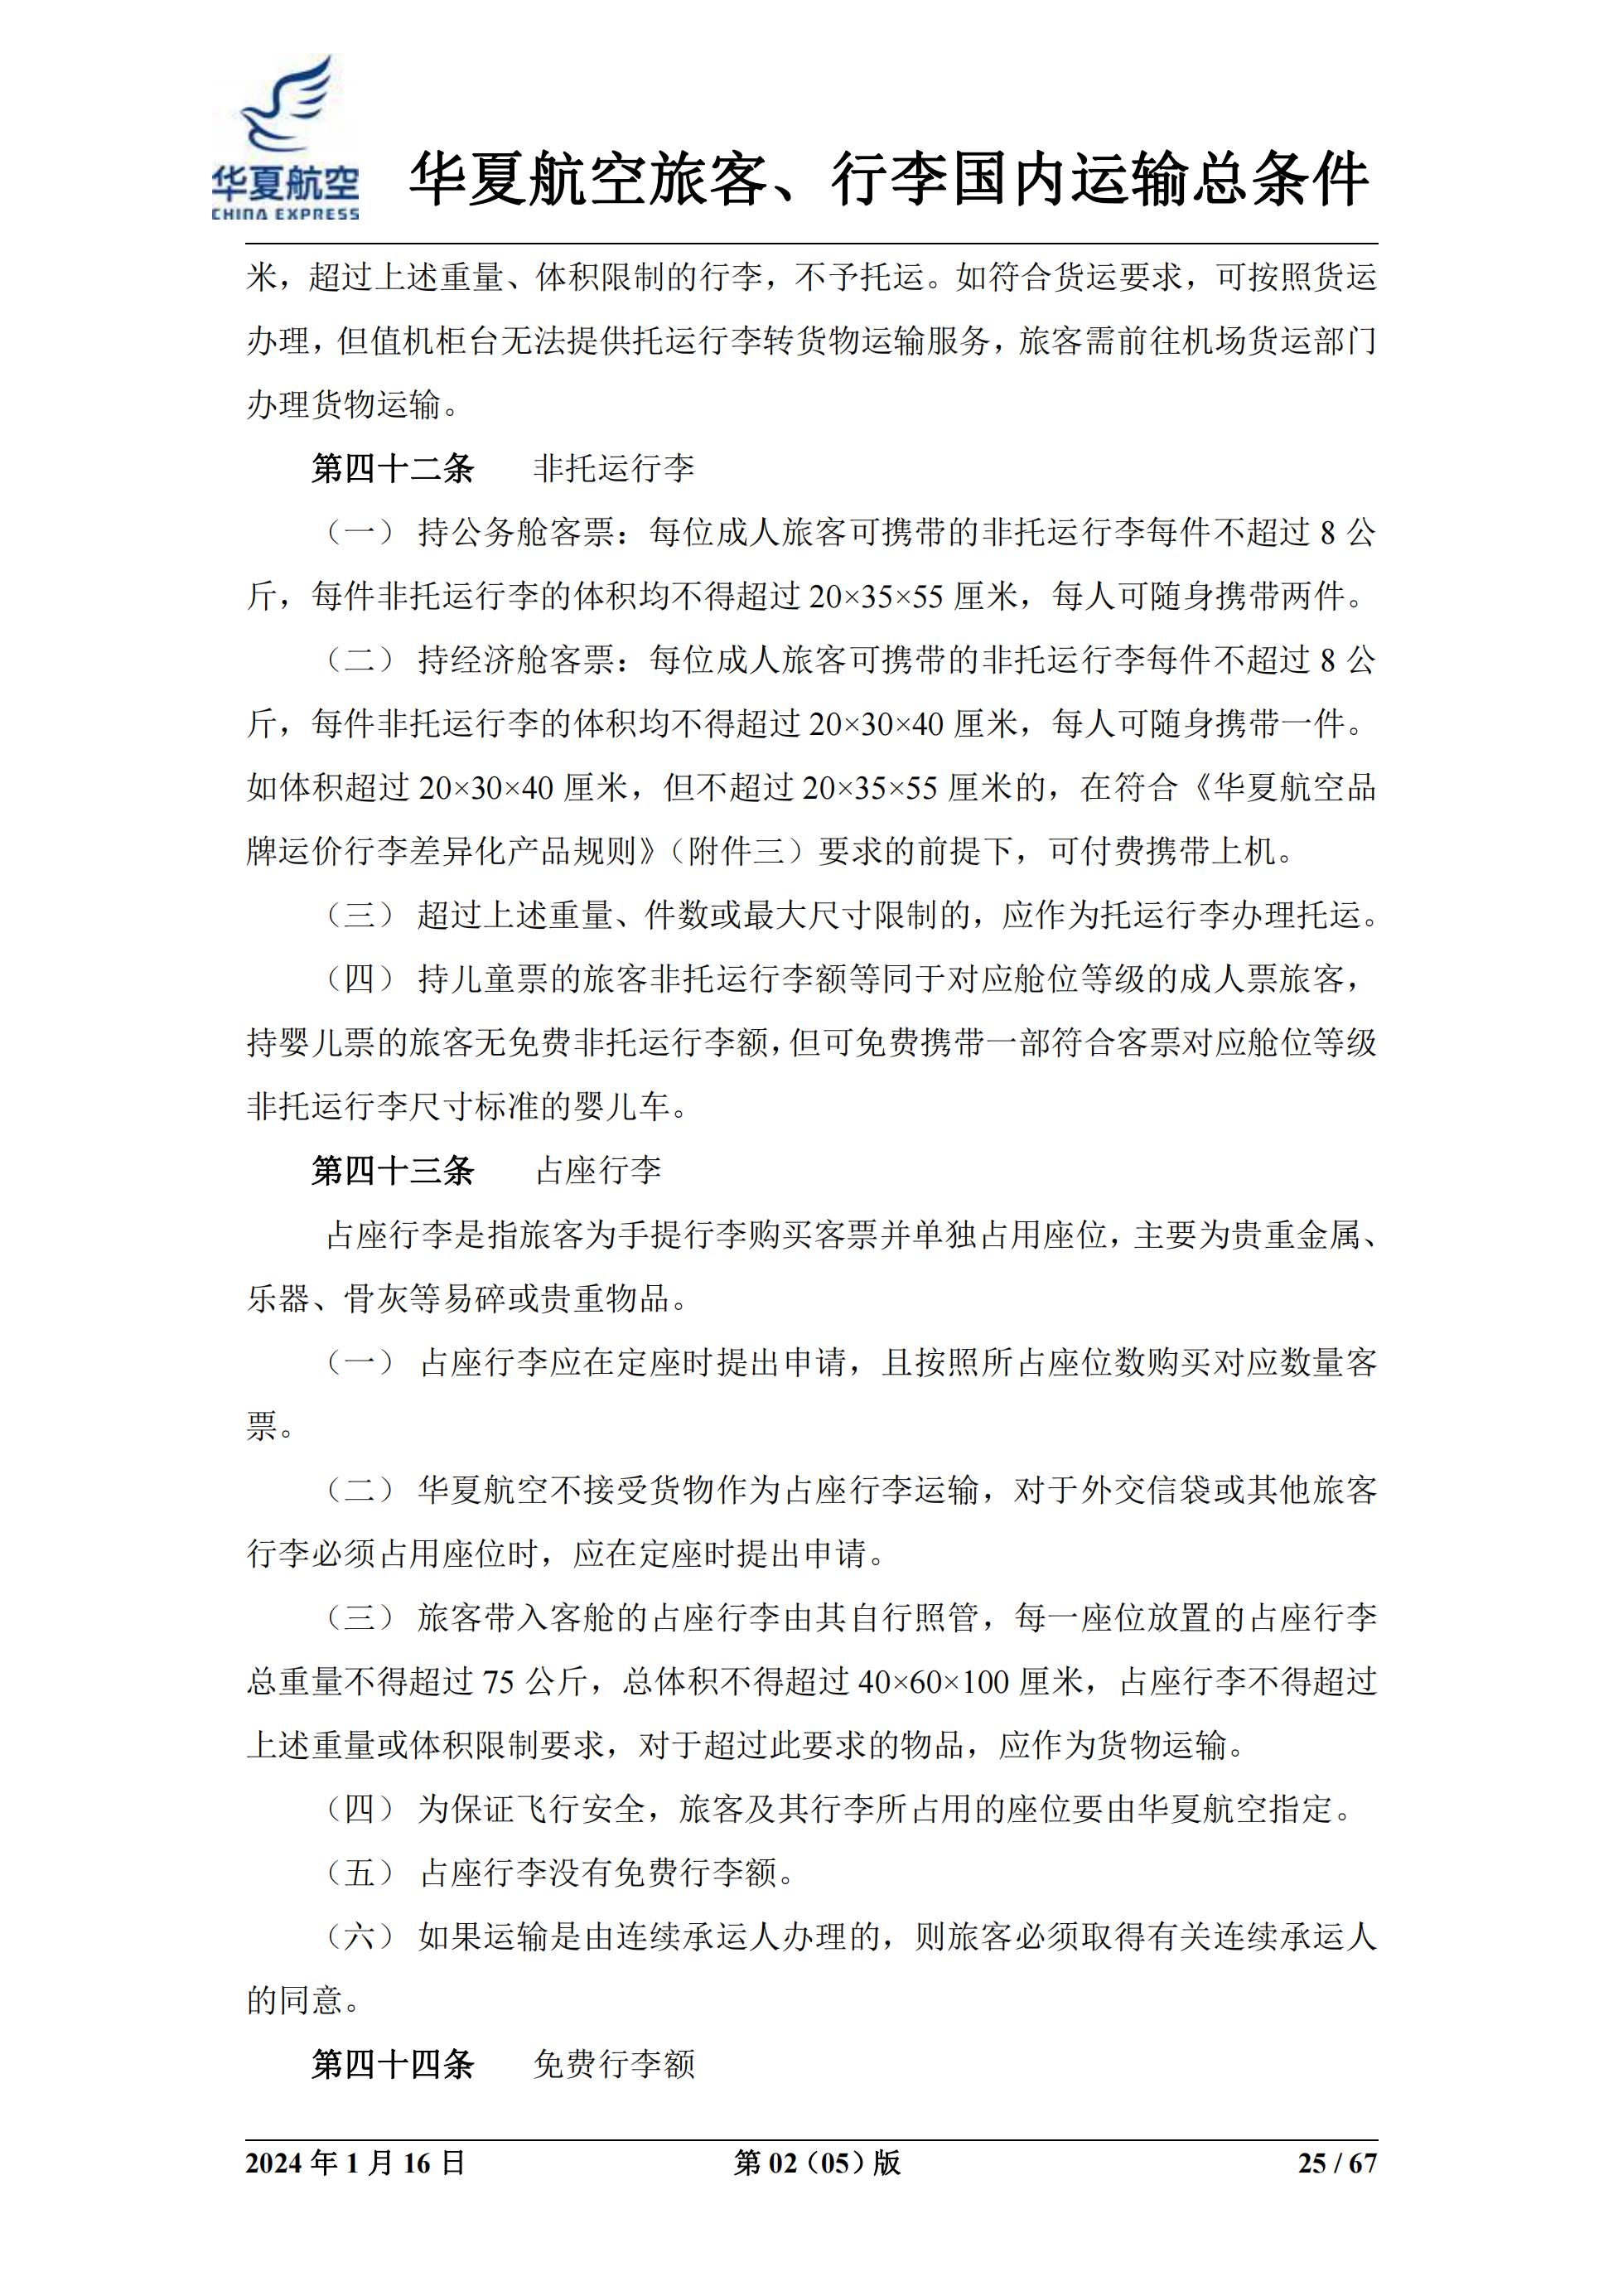 华夏航空
CHINA EXPRESS
华夏航空旅客、行李国内运输总条件
米，超过上述重量、体积限制的行李，不予托运。如符合货运要求，可按照货运
办理，但值机柜台无法提供托运行李转货物运输服务，旅客需前往机场货运部门
办理货物运输。
第四十二条 非托运行李
（一） 持公务舱客票：每位成人旅客可携带的非托运行李每件不超过 8 公
斤，每件非托运行李的体积均不得超过 20×35×55 厘米，每人可随身携带两件。
（二） 持经济舱客票：每位成人旅客可携带的非托运行李每件不超过 8 公
斤，每件非托运行李的体积均不得超过 20×30×40 厘米，每人可随身携带一件。
如体积超过 20×30×40 厘米，但不超过 20×35×55 厘米的，在符合《华夏航空品
牌运价行李差异化产品规则》（附件三）要求的前提下，可付费携带上机。
（三） 超过上述重量、件数或最大尺寸限制的，应作为托运行李办理托运。
（四） 持儿童票的旅客非托运行李额等同于对应舱位等级的成人票旅客，
持婴儿票的旅客无免费非托运行李额，但可免费携带一部符合客票对应舱位等级
非托运行李尺寸标准的婴儿车。
第四十三条 占座行李
占座行李是指旅客为手提行李购买客票并单独占用座位，主要为贵重金属、
乐器、骨灰等易碎或贵重物品。
（一） 占座行李应在定座时提出申请，且按照所占座位数购买对应数量客
票。
（二） 华夏航空不接受货物作为占座行李运输，对于外交信袋或其他旅客
行李必须占用座位时，应在定座时提出申请。
（三） 旅客带入客舱的占座行李由其自行照管，每一座位放置的占座行李
总重量不得超过 75 公斤，总体积不得超过 40×60×100 厘米，占座行李不得超过
上述重量或体积限制要求，对于超过此要求的物品，应作为货物运输。
（四） 为保证飞行安全，旅客及其行李所占用的座位要由华夏航空指定。
（五） 占座行李没有免费行李额。
（六） 如果运输是由连续承运人办理的，则旅客必须取得有关连续承运人
的同意。
第四十四条 免费行李额
2024 年 1 月 16 日 第 02（05）版 25 / 67